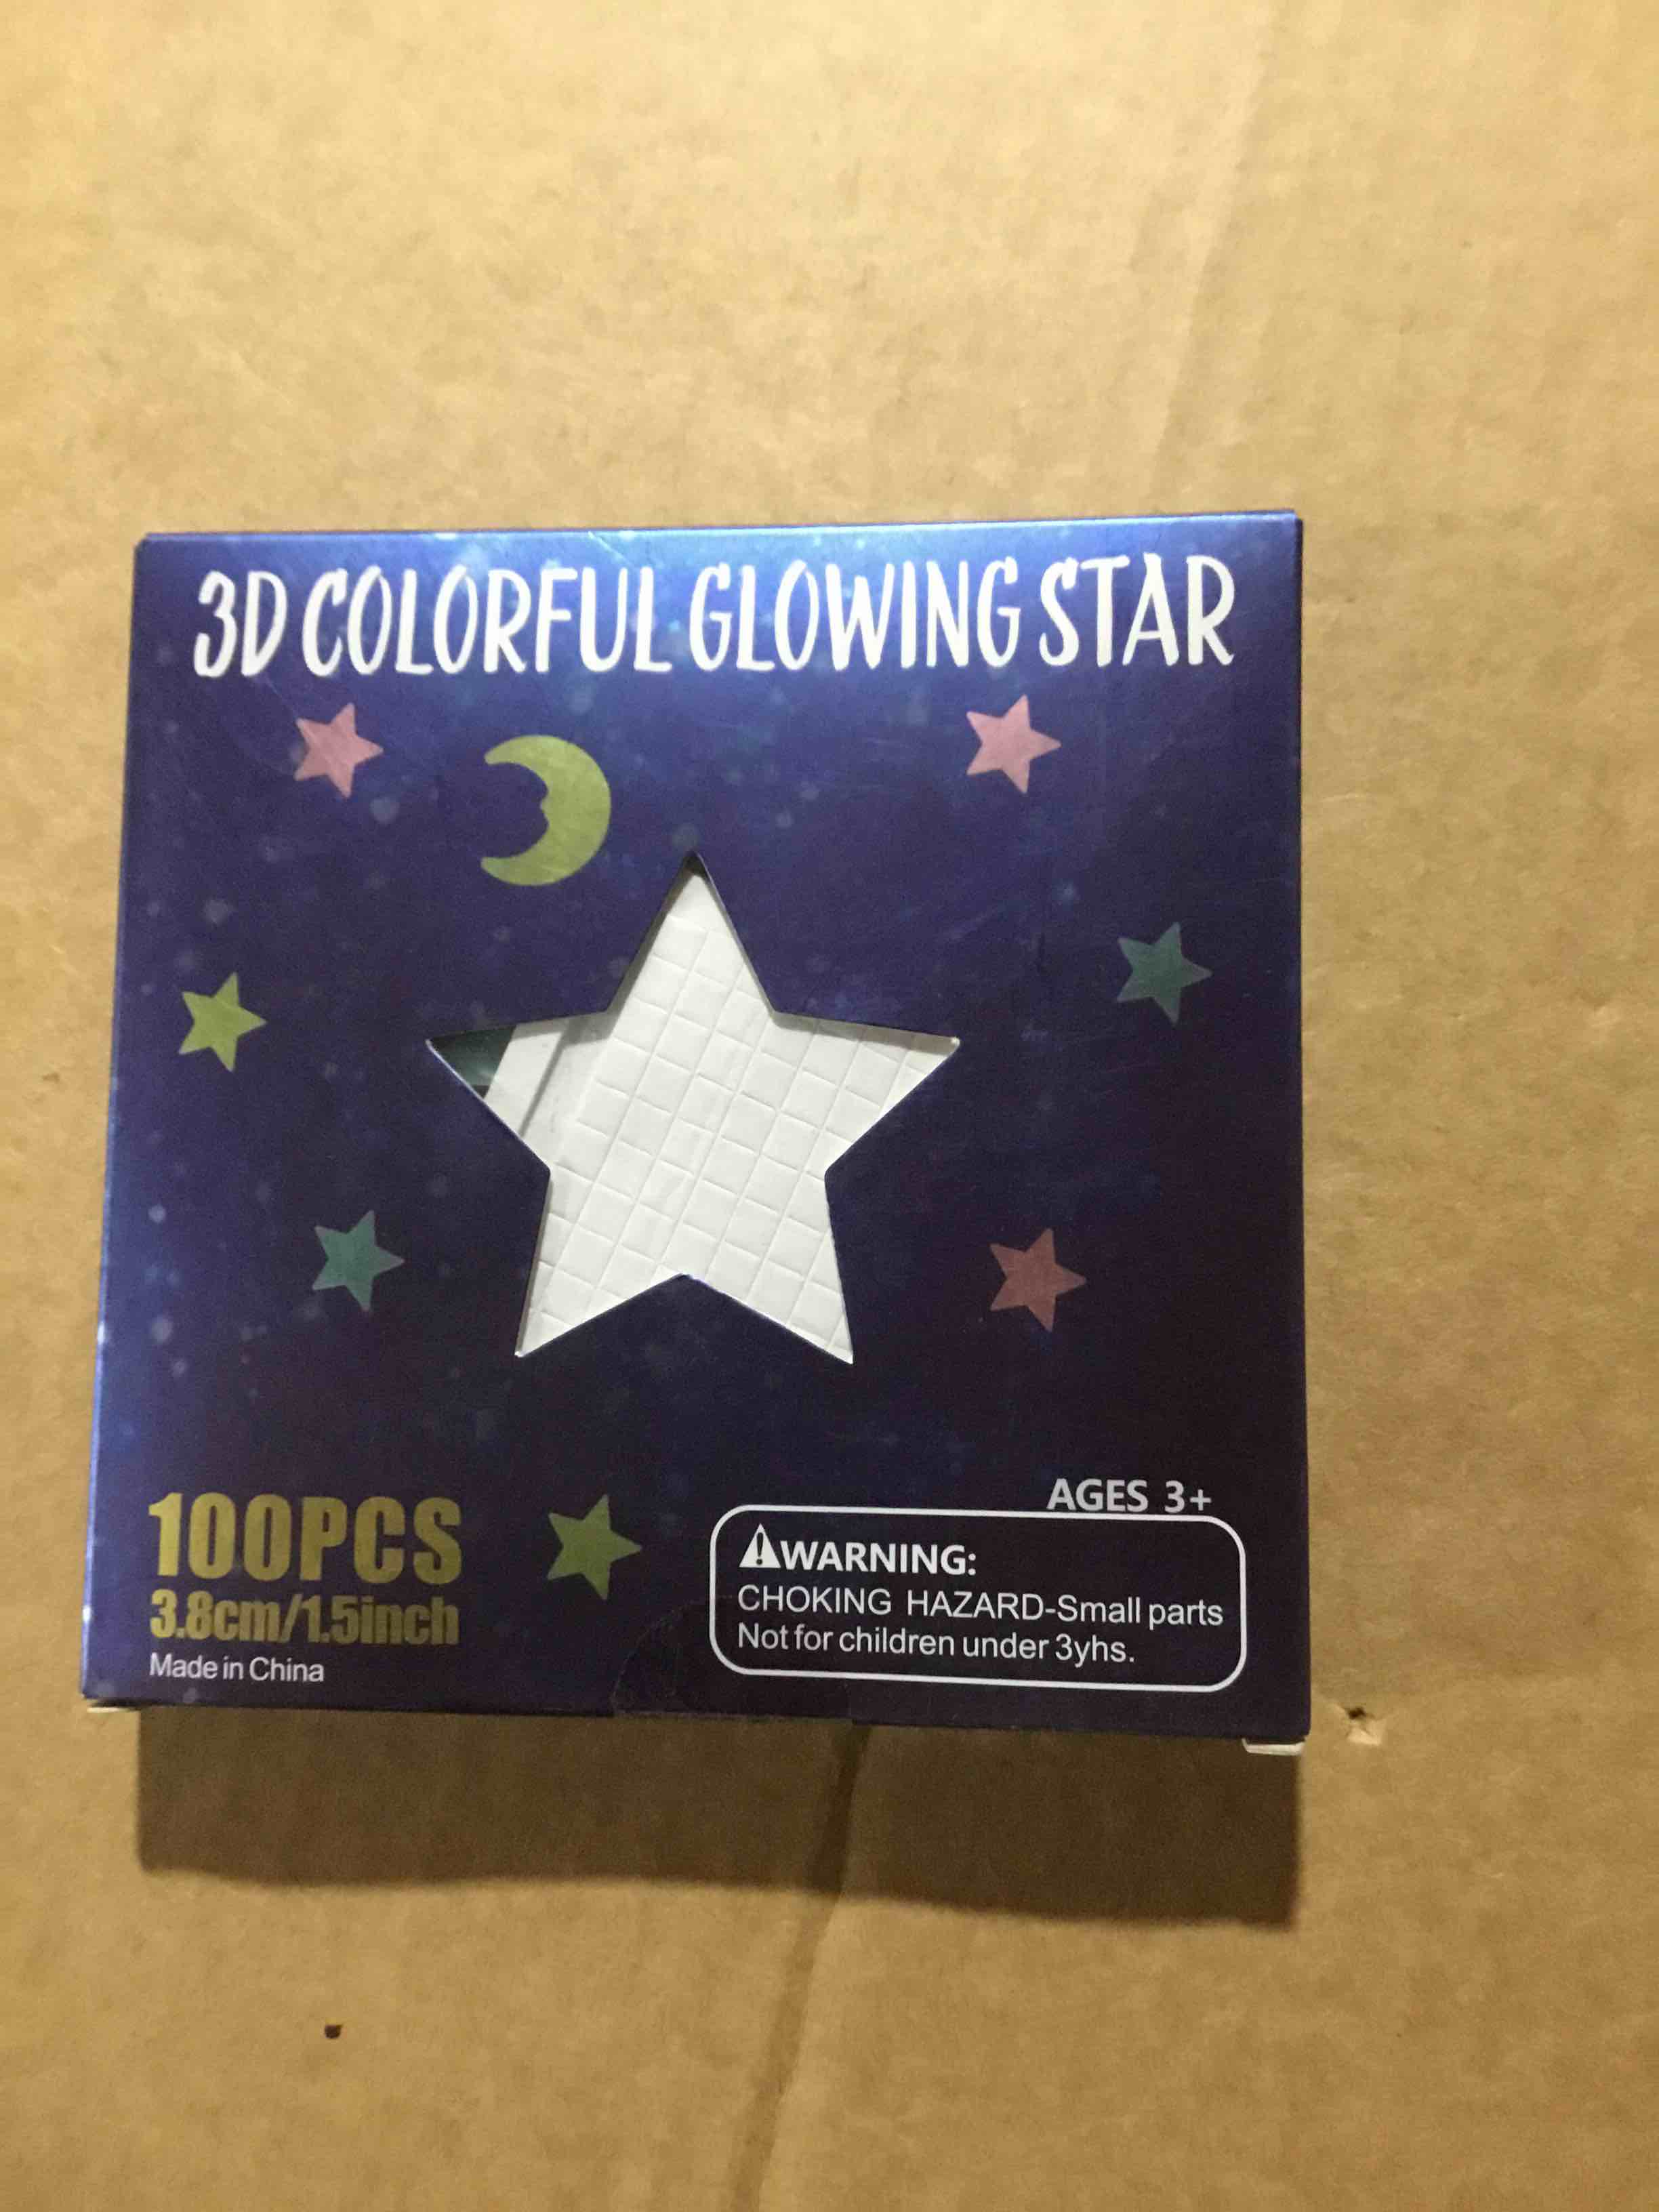 3D COLORFUL GLOWING STAR
100PCS
3.8cm/1.5inch
Made in China
AGES 3+
⚠WARNING:
CHOKING HAZARD-Small parts
Not for children under 3yhs.